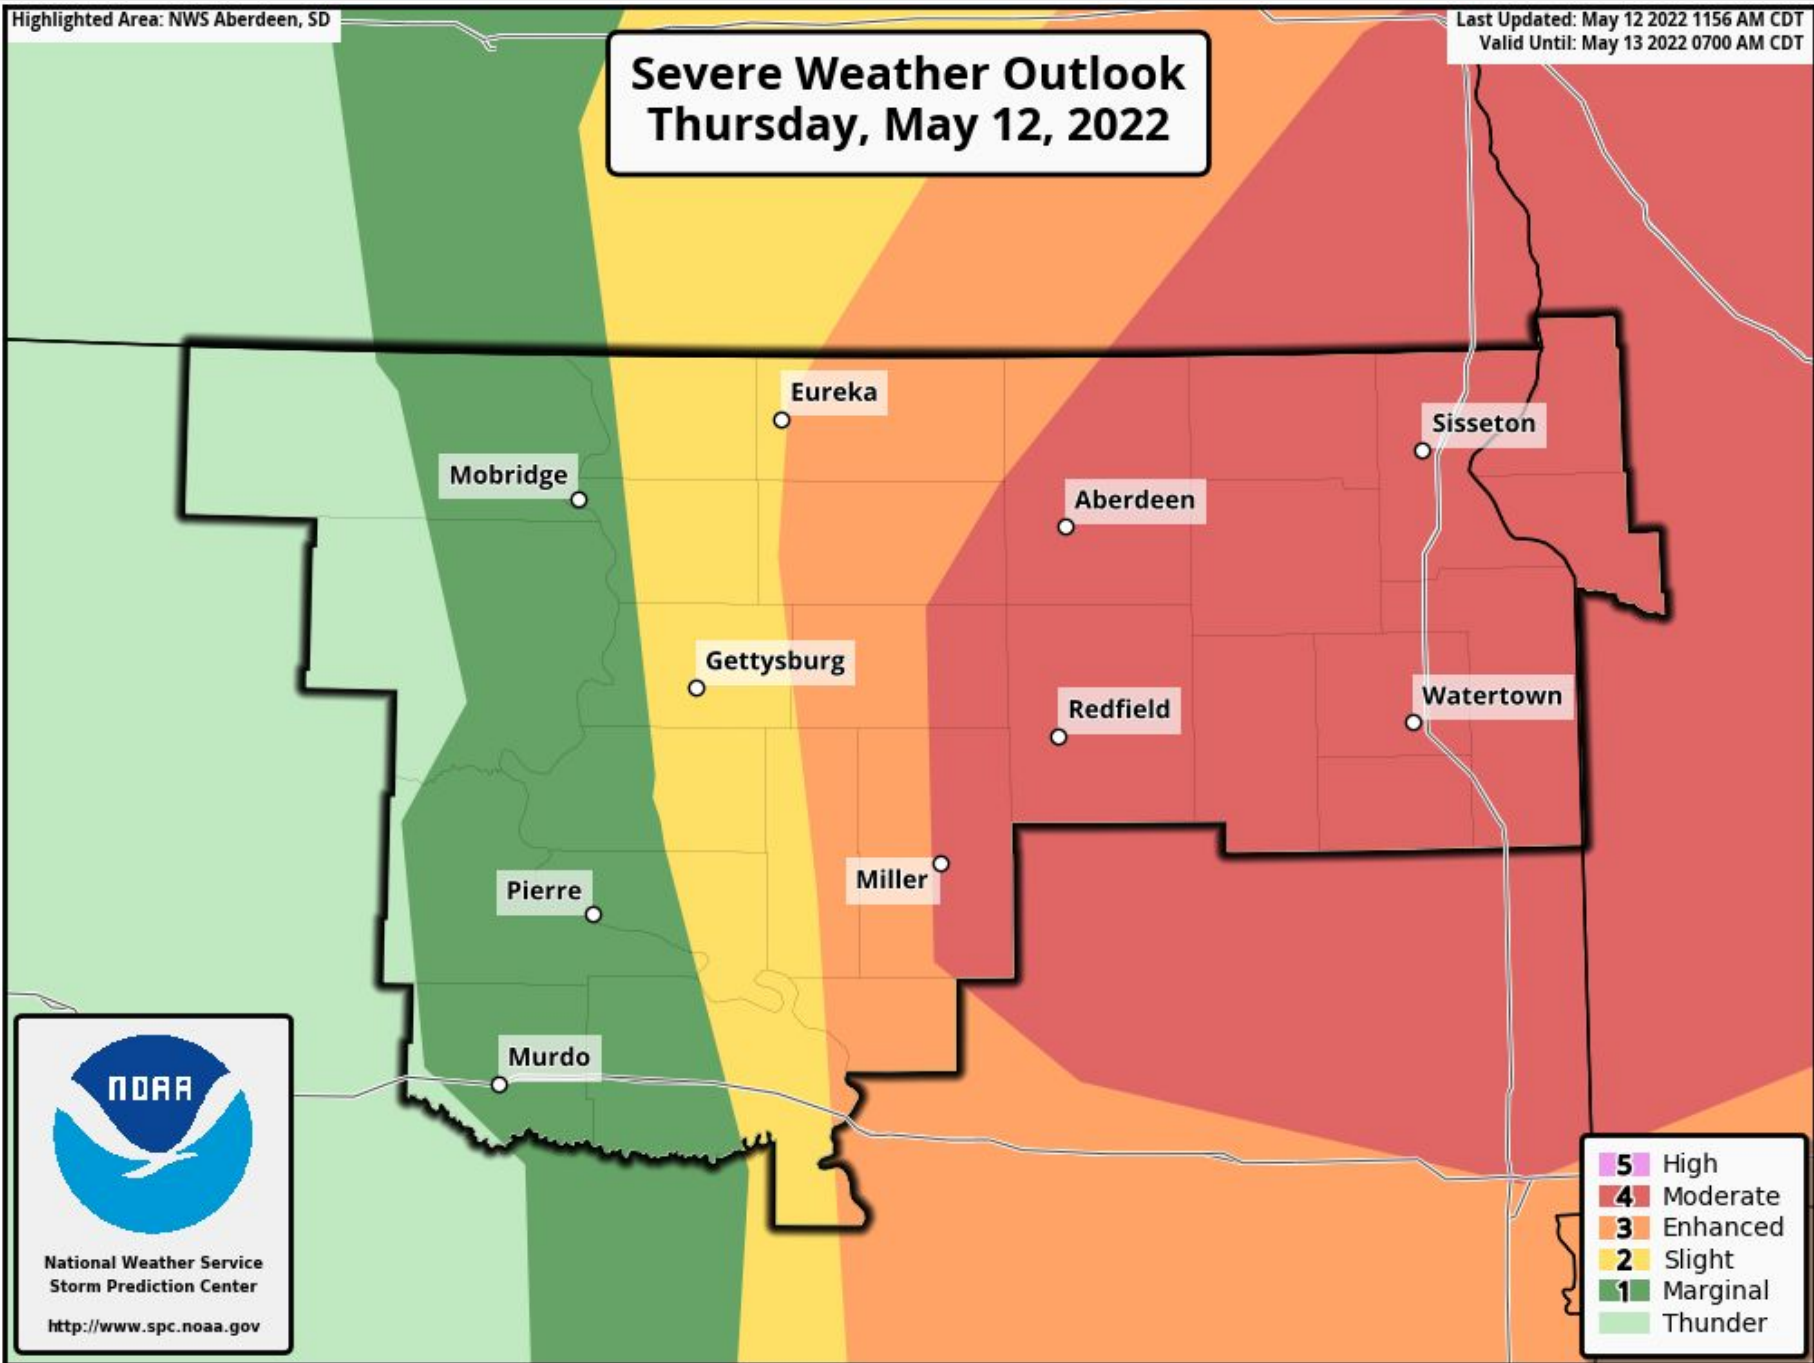 Highlighted Area: NWS Aberdeen, SD
Last Updated: May 12 2022 1156 AM CDT
Valid Until: May 13 2022 0700 AM CDT
Severe Weather Outlook
Thursday, May 12, 2022
Eureka
Sisseton
Mobridge
Aberdeen
Gettysburg
Watertown
Redfield
Miller
Pierre
Murdo
NOAA
National Weather Service
Storm Prediction Center
http://www.spc.noaa.gov
5 High
4 Moderate
3 Enhanced
2 Slight
1 Marginal
Thunder